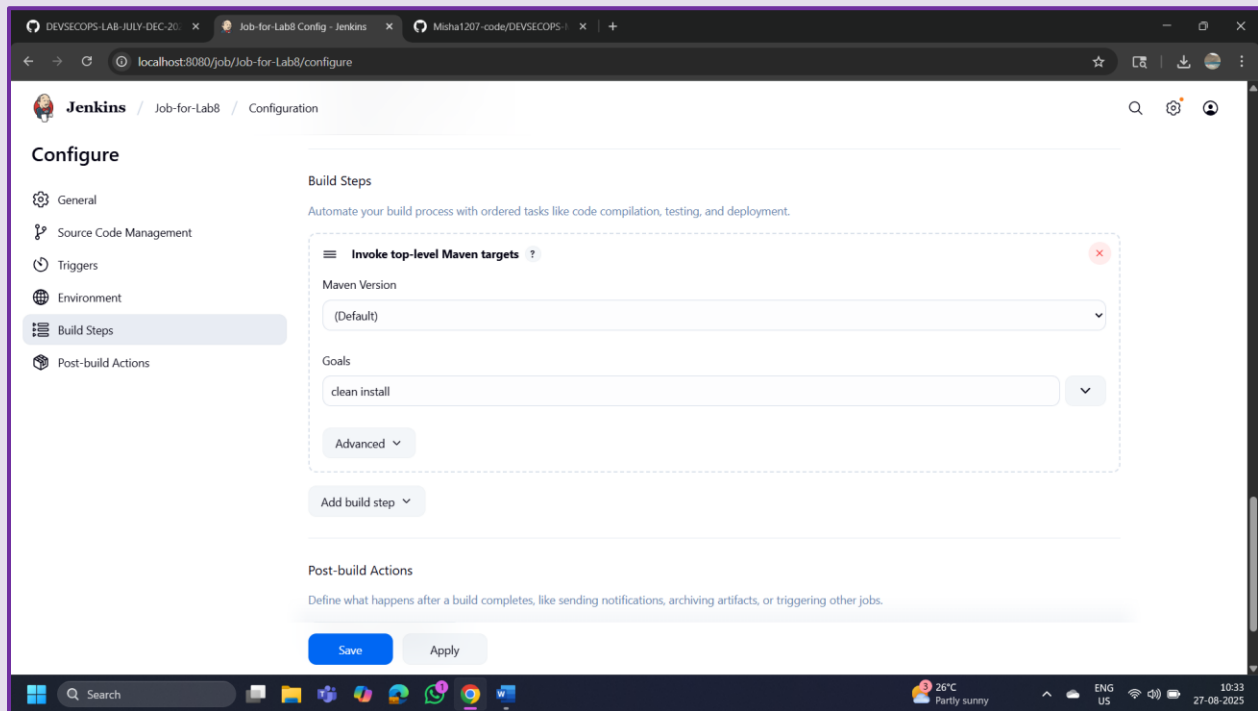 DEVSECOPS-LAB-JULY-DEC-20
Job-for-Lab8 Config - Jenkins
Misha1207-code/DEVSECOPS-
localhost:8080/job/Job-for-Lab8/configure
Jenkins / Job-for-Lab8 / Configuration
Configure
General
Source Code Management
Triggers
Environment
Build Steps
Post-build Actions
Build Steps
Automate your build process with ordered tasks like code compilation, testing, and deployment.
Invoke top-level Maven targets ?
Maven Version
(Default)
Goals
clean install
Advanced
Add build step
Post-build Actions
Define what happens after a build completes, like sending notifications, archiving artifacts, or triggering other jobs.
Save
Apply
Search
1
3
26°C
Partly sunny
ENG
US
10:33
27-08-2025